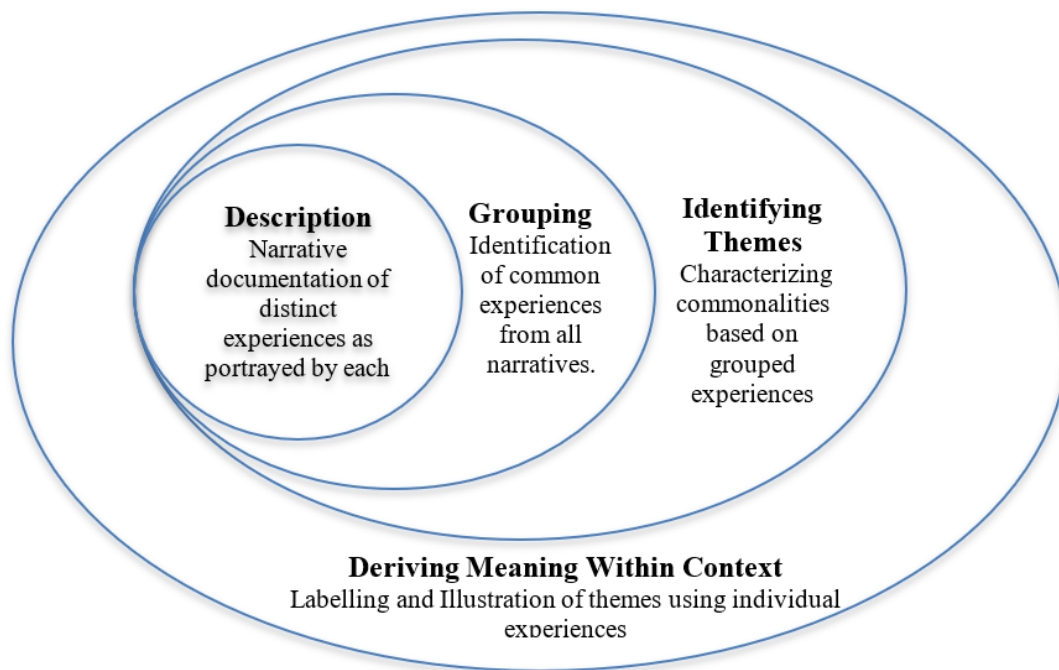 Description
Narrative
documentation of
distinct
experiences as
portrayed by each
Grouping
Identification
of common
experiences
from all
narratives.
Identifying
Themes
Characterizing
commonalities
based on
grouped
experiences
Deriving Meaning Within Context
Labelling and Illustration of themes using individual
experiences